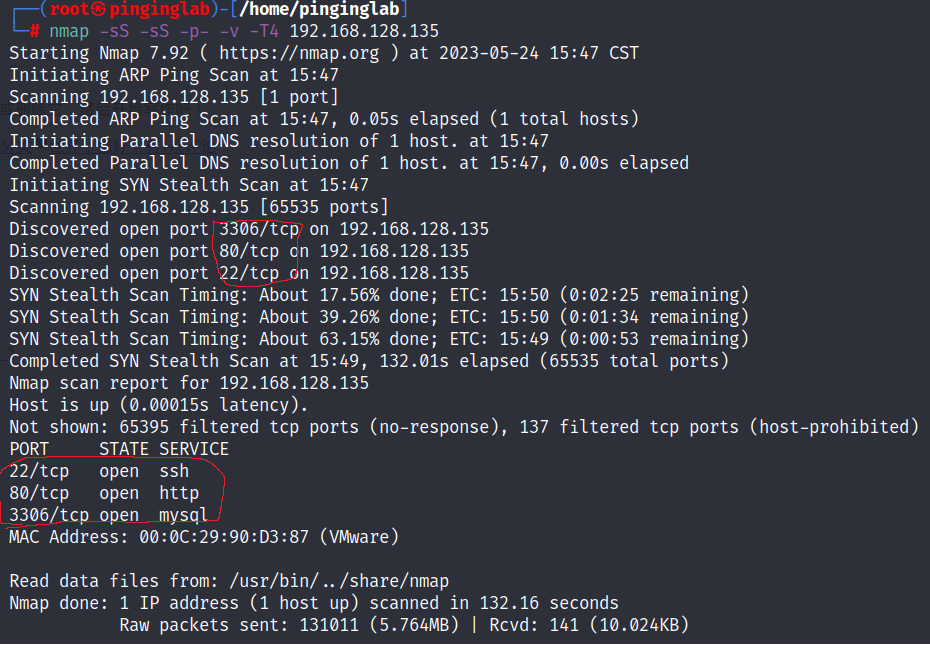 ┌──(root㉿pinginglab)-[/home/pinginglab]
└─# nmap -sS -sS -p- -v -T4 192.168.128.135
Starting Nmap 7.92 ( https://nmap.org ) at 2023-05-24 15:47 CST
Initiating ARP Ping Scan at 15:47
Scanning 192.168.128.135 [1 port]
Completed ARP Ping Scan at 15:47, 0.05s elapsed (1 total hosts)
Initiating Parallel DNS resolution of 1 host. at 15:47
Completed Parallel DNS resolution of 1 host. at 15:47, 0.00s elapsed
Initiating SYN Stealth Scan at 15:47
Scanning 192.168.128.135 [65535 ports]
Discovered open port 3306/tcp on 192.168.128.135
Discovered open port 80/tcp on 192.168.128.135
Discovered open port 22/tcp on 192.168.128.135
SYN Stealth Scan Timing: About 17.56% done; ETC: 15:50 (0:02:25 remaining)
SYN Stealth Scan Timing: About 39.26% done; ETC: 15:50 (0:01:34 remaining)
SYN Stealth Scan Timing: About 63.15% done; ETC: 15:49 (0:00:53 remaining)
Completed SYN Stealth Scan at 15:49, 132.01s elapsed (65535 total ports)
Nmap scan report for 192.168.128.135
Host is up (0.00015s latency).
Not shown: 65395 filtered tcp ports (no-response), 137 filtered tcp ports (host-prohibited)
PORT     STATE SERVICE
22/tcp   open  ssh
80/tcp   open  http
3306/tcp open  mysql
MAC Address: 00:0C:29:90:D3:87 (VMware)
Read data files from: /usr/bin/../share/nmap
Nmap done: 1 IP address (1 host up) scanned in 132.16 seconds
Raw packets sent: 131011 (5.764MB) | Rcvd: 141 (10.024KB)